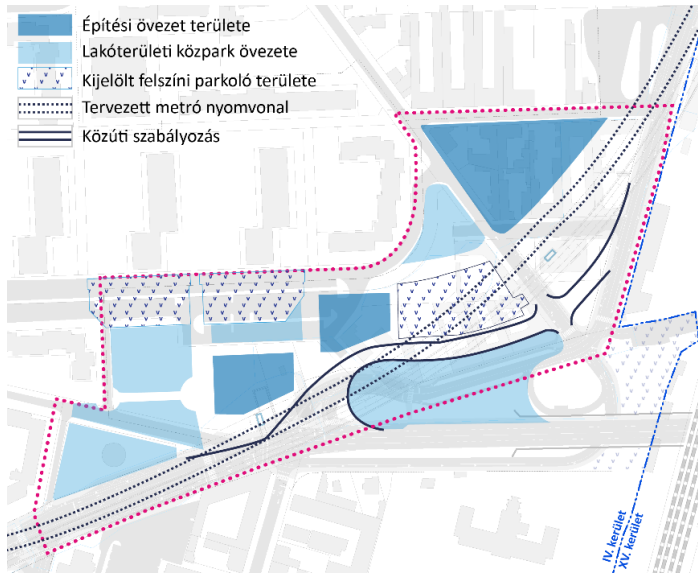 Építési övezet területe
Lakóterületi közpark övezete
Kijelölt felszíni parkoló területe
Tervezett metró nyomvonal
Közúti szabályozás
IV. kerület
XV. kerület